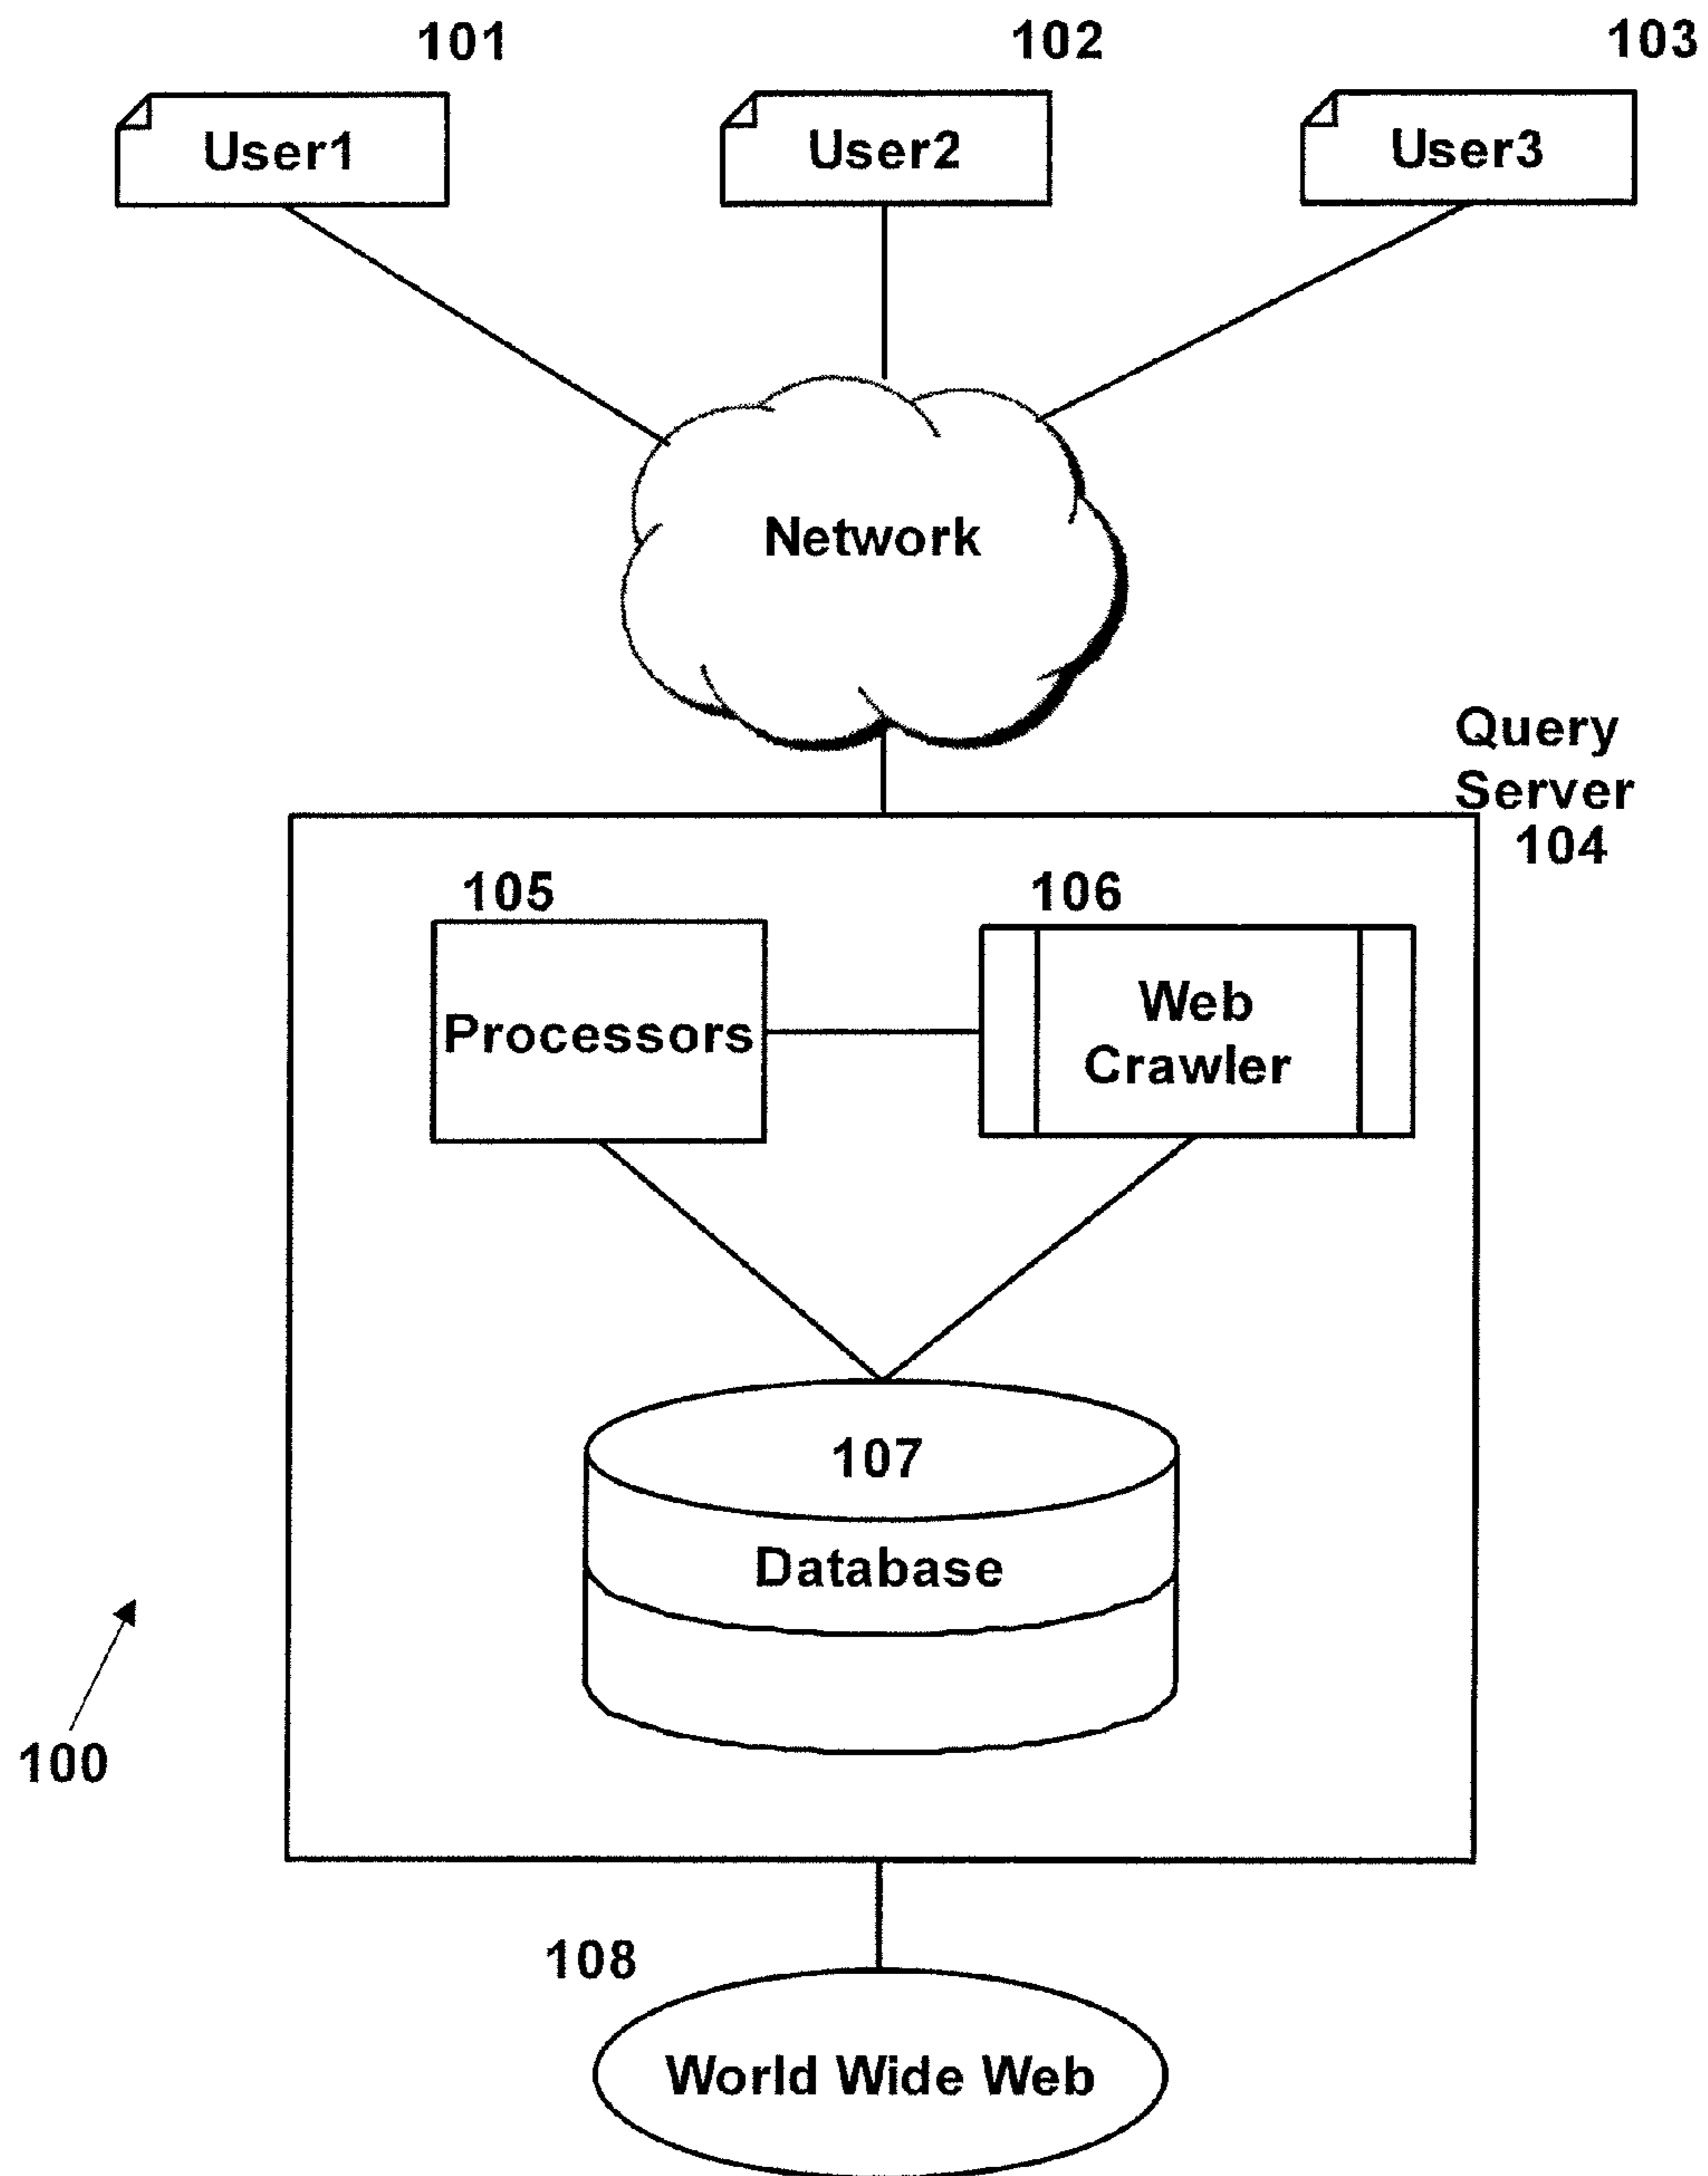 101
102
103
User1
User2
User3
Network
Query
Server
104
105
106
Processors
Web
Crawler
107
Database
100
108
World Wide Web